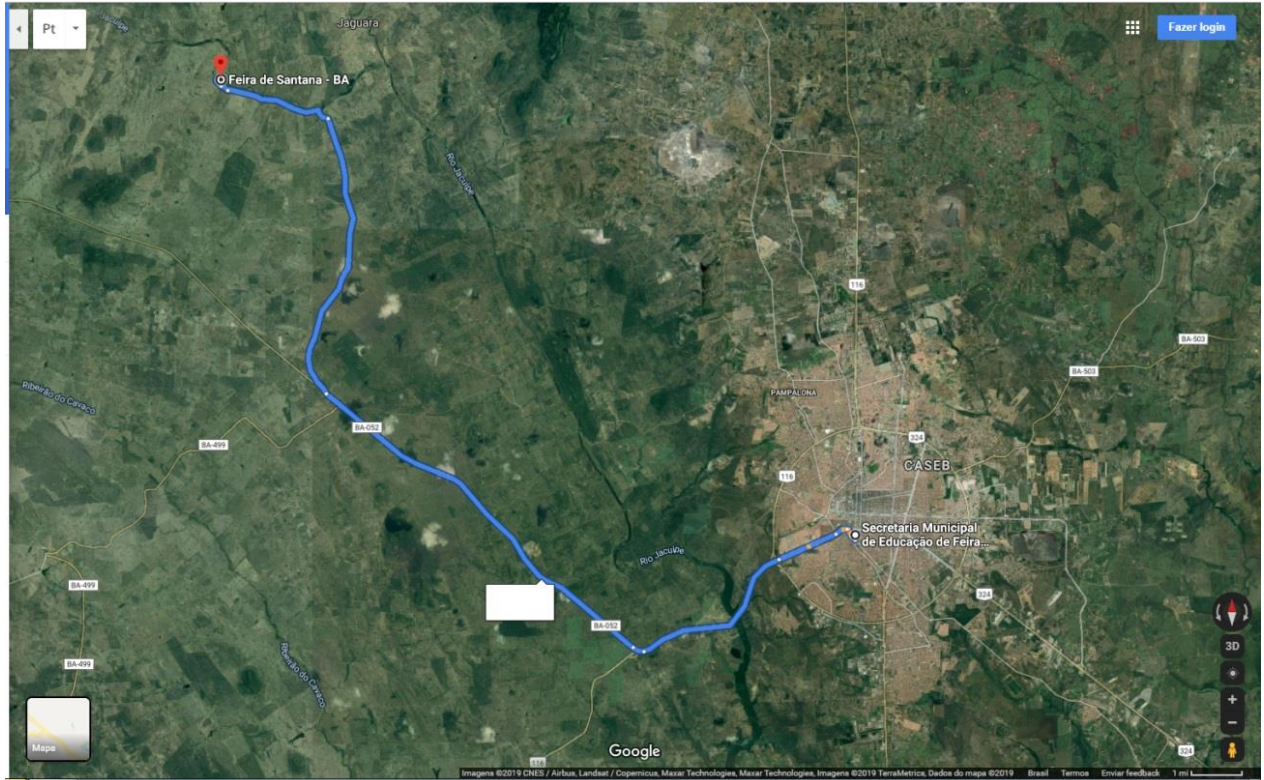 Pt
Jacuípe
Jaguara
Fazer login
Feira de Santana - BA
Rio Jacuípe
116
BA-503
BA-503
Ribeirão do Cavaco
PAMPALONA
BA-052
324
BA-499
CASEB
116
Secretaria Municipal
de Educação de Feira...
Rio Jacuípe
BA-499
324
BA-052
3D
BA-499
Ribeirão do Cavaco
+
−
Mapa
Google
116
324
Imagens ©2019 CNES / Airbus, Landsat / Copernicus, Maxar Technologies, Maxar Technologies, Imagens ©2019 TerraMetrics, Dados do mapa ©2019 Brasil Termos Enviar feedback